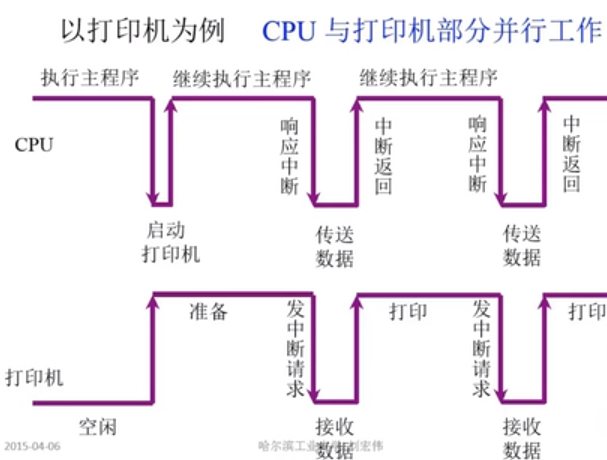 以打印机为例 CPU 与打印机部分并行工作
执行主程序 继续执行主程序 继续执行主程序
CPU
响应中断 中断返回 响应中断 中断返回
启动
打印机
传送
数据
传送
数据
准备 发中断请求 打印 发中断请求 打印
打印机
空闲
接收
数据
接收
数据
2015-04-06
哈尔滨工业 刘宏伟